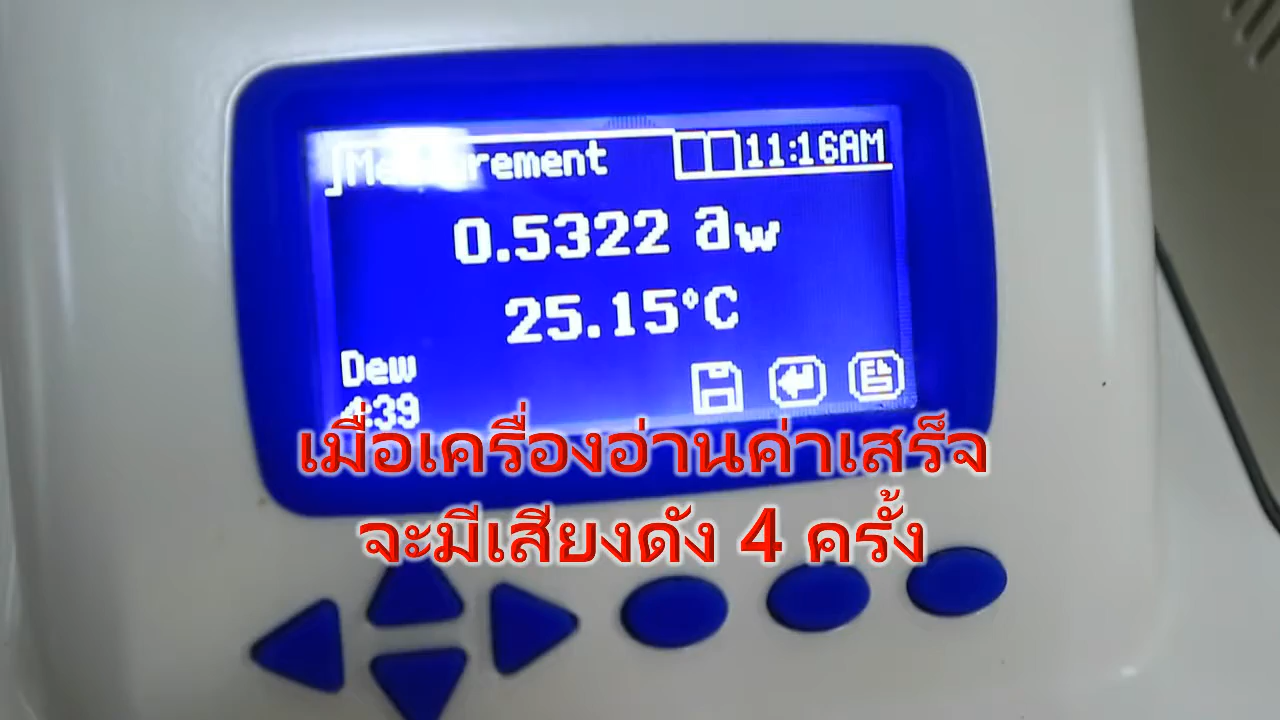 Measurement
11:16AM
0.5322 aw
25.15°C
Dew
4:39
เมื่อเครื่องอ่านค่าเสร็จ
จะมีเสียงดัง 4 ครั้ง